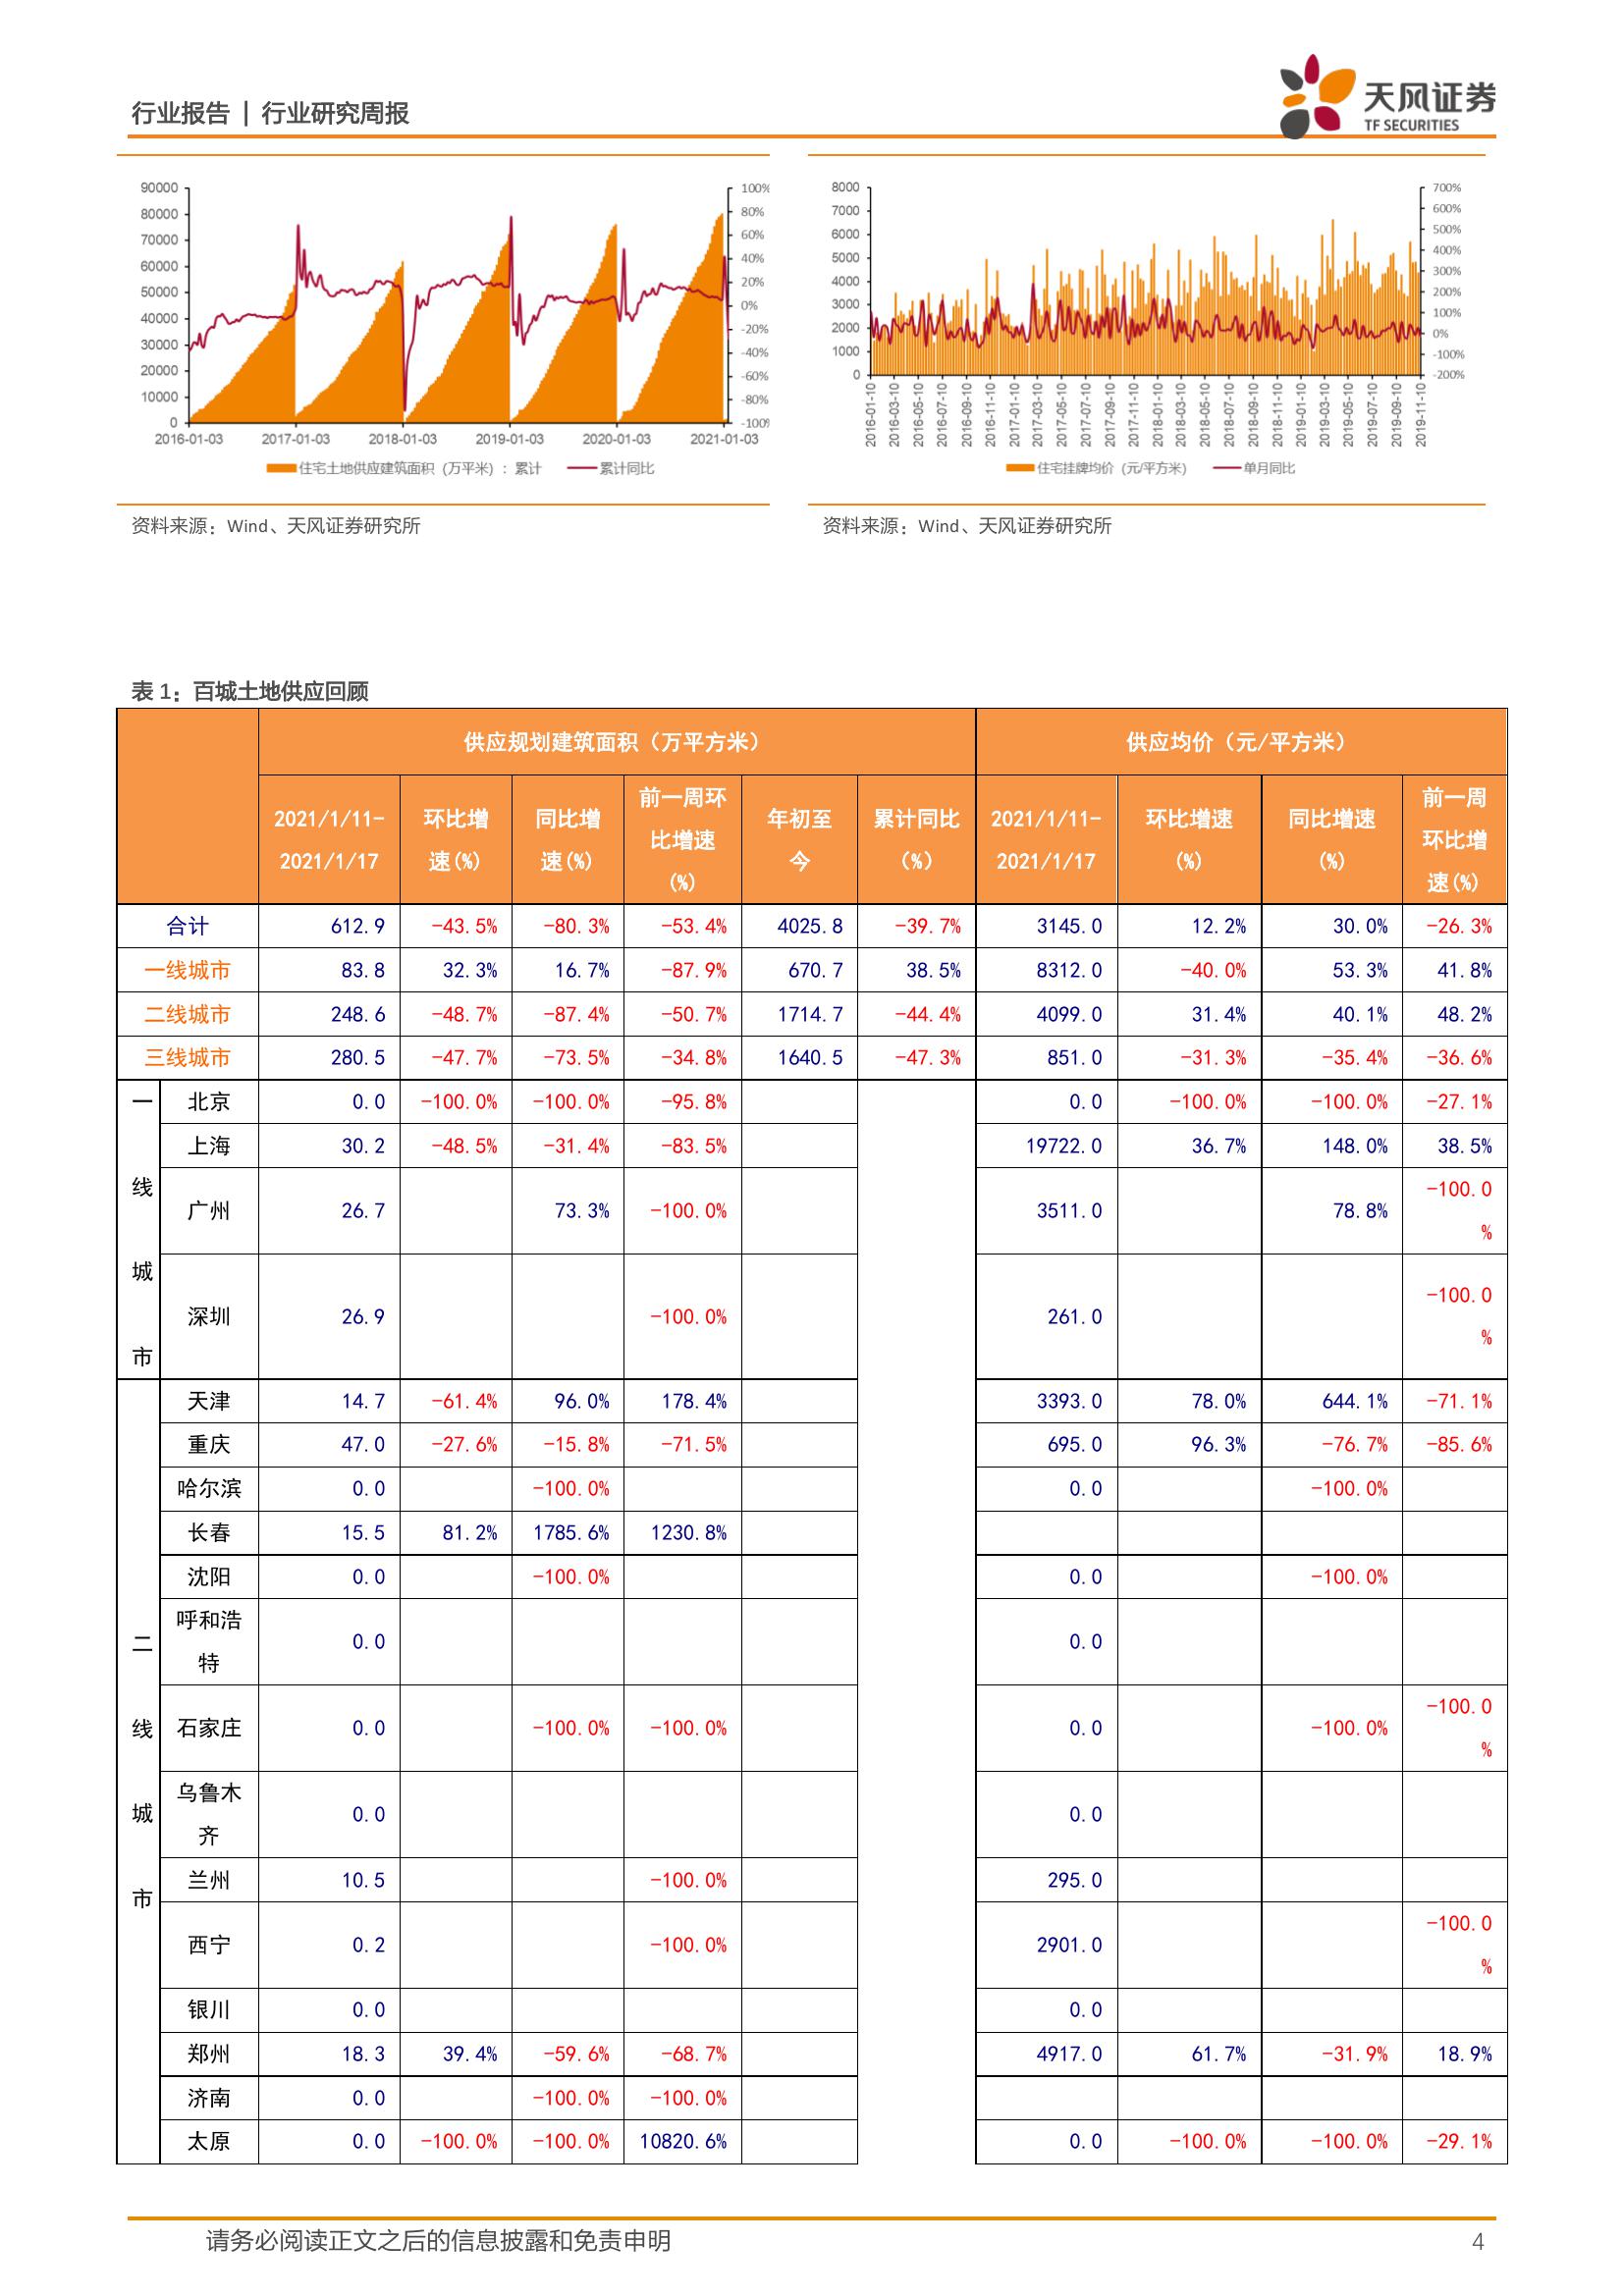 行业报告 | 行业研究周报
天风证券
TF SECURITIES
90000
80000
70000
60000
50000
40000
30000
20000
10000
0
100%
80%
60%
40%
20%
0%
-20%
-40%
-60%
-80%
-100%
2016-01-03 2017-01-03 2018-01-03 2019-01-03 2020-01-03 2021-01-03
住宅土地供应建筑面积（万平米）：累计 累计同比
8000
7000
6000
5000
4000
3000
2000
1000
0
700%
600%
500%
400%
300%
200%
100%
0%
-100%
-200%
2016-01-10 2016-03-10 2016-05-10 2016-07-10 2016-09-10 2016-11-10 2017-01-10 2017-03-10 2017-05-10 2017-07-10 2017-09-10 2017-11-10 2018-01-10 2018-03-10 2018-05-10 2018-07-10 2018-09-10 2018-11-10 2019-01-10 2019-03-10 2019-05-10 2019-07-10 2019-09-10 2019-11-10
住宅挂牌均价（元/平方米） 单月同比
资料来源：Wind、天风证券研究所
资料来源：Wind、天风证券研究所
表 1：百城土地供应回顾
供应规划建筑面积（万平方米） 供应均价（元/平方米）
2021/1/11-2021/1/17 环比增速(%) 同比增速(%) 前一周环比增速(%) 年初至今 累计同比(%) 2021/1/11-2021/1/17 环比增速(%) 同比增速(%) 前一周环比增速(%)
合计 612.9 -43.5% -80.3% -53.4% 4025.8 -39.7% 3145.0 12.2% 30.0% -26.3%
一线城市 83.8 32.3% 16.7% -87.9% 670.7 38.5% 8312.0 -40.0% 53.3% 41.8%
二线城市 248.6 -48.7% -87.4% -50.7% 1714.7 -44.4% 4099.0 31.4% 40.1% 48.2%
三线城市 280.5 -47.7% -73.5% -34.8% 1640.5 -47.3% 851.0 -31.3% -35.4% -36.6%
一线城市
北京 0.0 -100.0% -100.0% -95.8% 0.0 -100.0% -100.0% -27.1%
上海 30.2 -48.5% -31.4% -83.5% 19722.0 36.7% 148.0% 38.5%
广州 26.7 73.3% -100.0% 3511.0 78.8% -100.0%
深圳 26.9 -100.0% 261.0 -100.0%
二线城市
天津 14.7 -61.4% 96.0% 178.4% 3393.0 78.0% 644.1% -71.1%
重庆 47.0 -27.6% -15.8% -71.5% 695.0 96.3% -76.7% -85.6%
哈尔滨 0.0 -100.0% 0.0 -100.0%
长春 15.5 81.2% 1785.6% 1230.8%
沈阳 0.0 -100.0% 0.0 -100.0%
呼和浩特 0.0 0.0
石家庄 0.0 -100.0% -100.0% 0.0 -100.0% -100.0%
乌鲁木齐 0.0 0.0
兰州 10.5 -100.0% 295.0
西宁 0.2 -100.0% 2901.0 -100.0%
银川 0.0 0.0
郑州 18.3 39.4% -59.6% -68.7% 4917.0 61.7% -31.9% 18.9%
济南 0.0 -100.0% -100.0%
太原 0.0 -100.0% -100.0% 10820.6% 0.0 -100.0% -100.0% -29.1%
请务必阅读正文之后的信息披露和免责申明 4